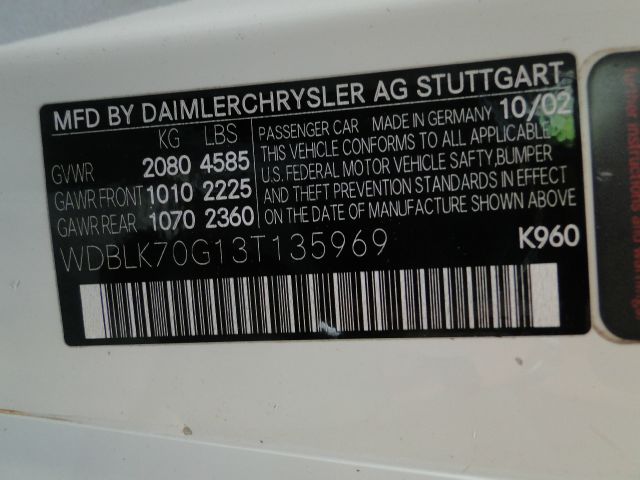 MFD BY DAIMLERCHRYSLER AG STUTTGART
KG LBS
GVWR 2080 4585
GAWR FRONT 1010 2225
GAWR REAR 1070 2360
PASSENGER CAR MADE IN GERMANY 10/02
THIS VEHICLE CONFORMS TO ALL APPLICABLE
U.S. FEDERAL MOTOR VEHICLE SAFTY,BUMPER
AND THEFT PREVENTION STANDARDS IN EFFECT
ON THE DATE OF MANUFACTURE SHOWN ABOVE
WDBLK70G13T135969 K960